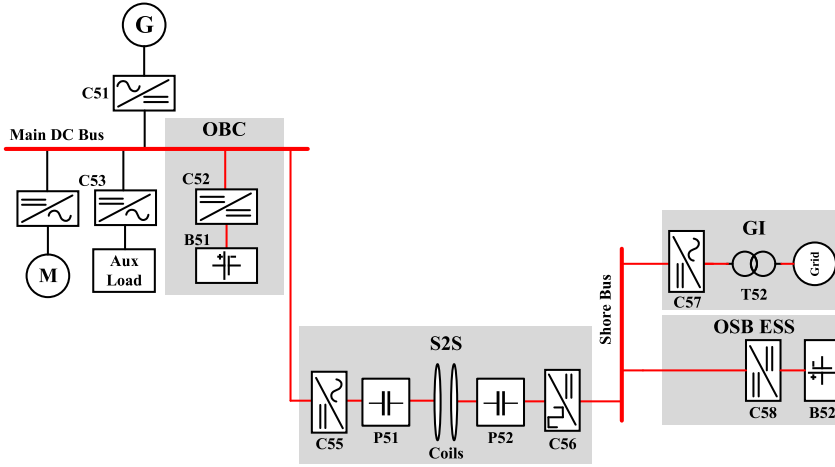 G
C51
Main DC Bus
OBC
C53
C52
B51
M
Aux
Load
GI
Grid
C57
T52
Shore Bus
OSB ESS
C58
B52
S2S
C55
P51
Coils
P52
C56